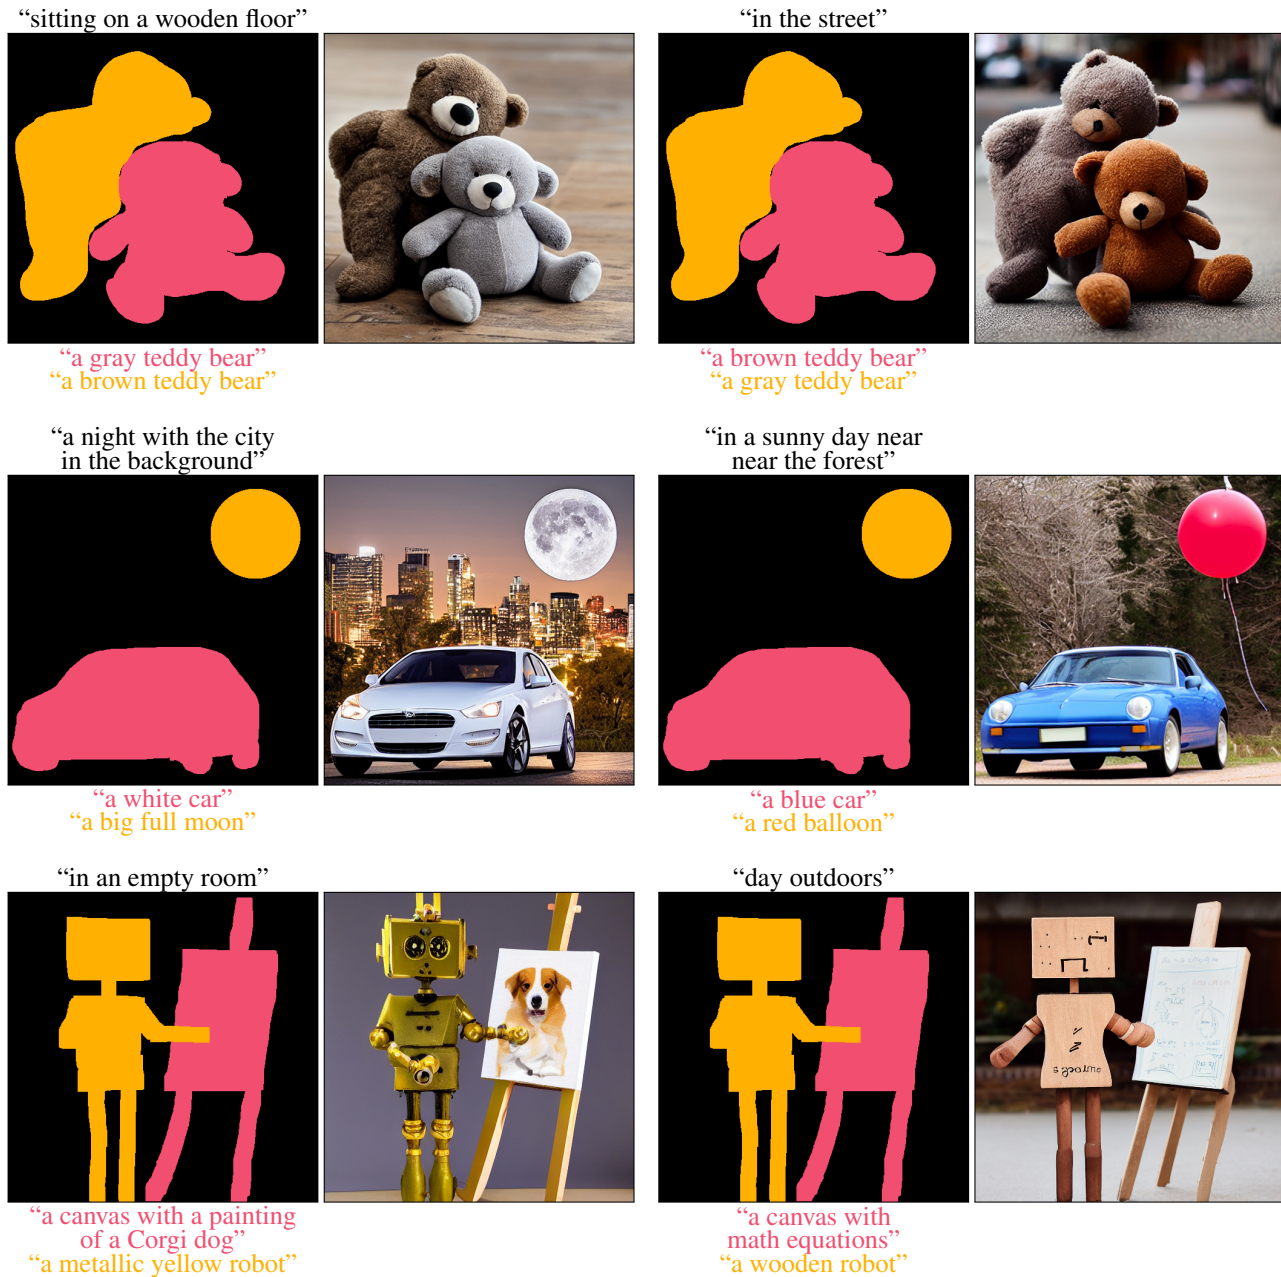 “sitting on a wooden floor”
“in the street”
“a gray teddy bear”
“a brown teddy bear”
“a brown teddy bear”
“a gray teddy bear”
“a night with the city
in the background”
“in a sunny day near
near the forest”
“a white car”
“a big full moon”
“a blue car”
“a red balloon”
“in an empty room”
“day outdoors”
“a canvas with a painting
of a Corgi dog”
“a metallic yellow robot”
“a canvas with
math equations”
“a wooden robot”